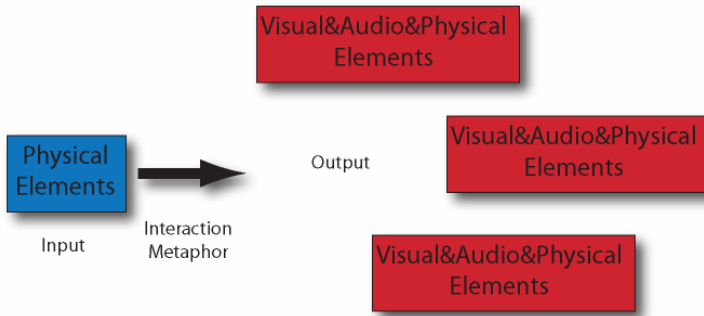 Visual&Audio&Physical
Elements
Physical
Elements
Input
Interaction
Metaphor
Output
Visual&Audio&Physical
Elements
Visual&Audio&Physical
Elements